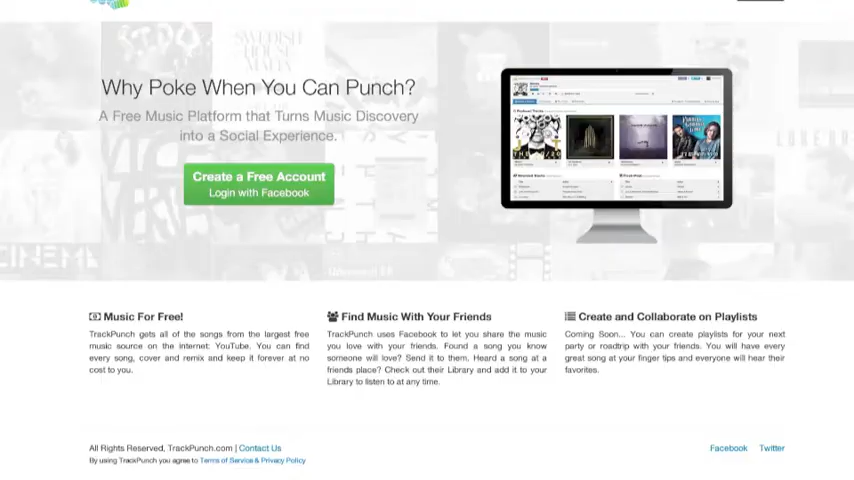 SWEDISH
HOUSE
MAFIA
Why Poke When You Can Punch?
A Free Music Platform that Turns Music Discovery
into a Social Experience.
Create a Free Account
Login with Facebook
CINEMA
Music For Free!
TrackPunch gets all of the songs from the largest free
music source on the internet: YouTube. You can find
every song, cover and remix and keep it forever at no
cost to you.
Find Music With Your Friends
TrackPunch uses Facebook to let you share the music
you love with your friends. Found a song you know
someone will love? Send it to them. Heard a song at a
friends place? Check out their Library and add it to your
Library to listen to at any time.
Create and Collaborate on Playlists
Coming Soon... You can create playlists for your next
party or roadtrip with your friends. You will have every
great song at your finger tips and everyone will hear their
favorites.
All Rights Reserved, TrackPunch.com | Contact Us
By using TrackPunch you agree to Terms of Service & Privacy Policy
Facebook Twitter